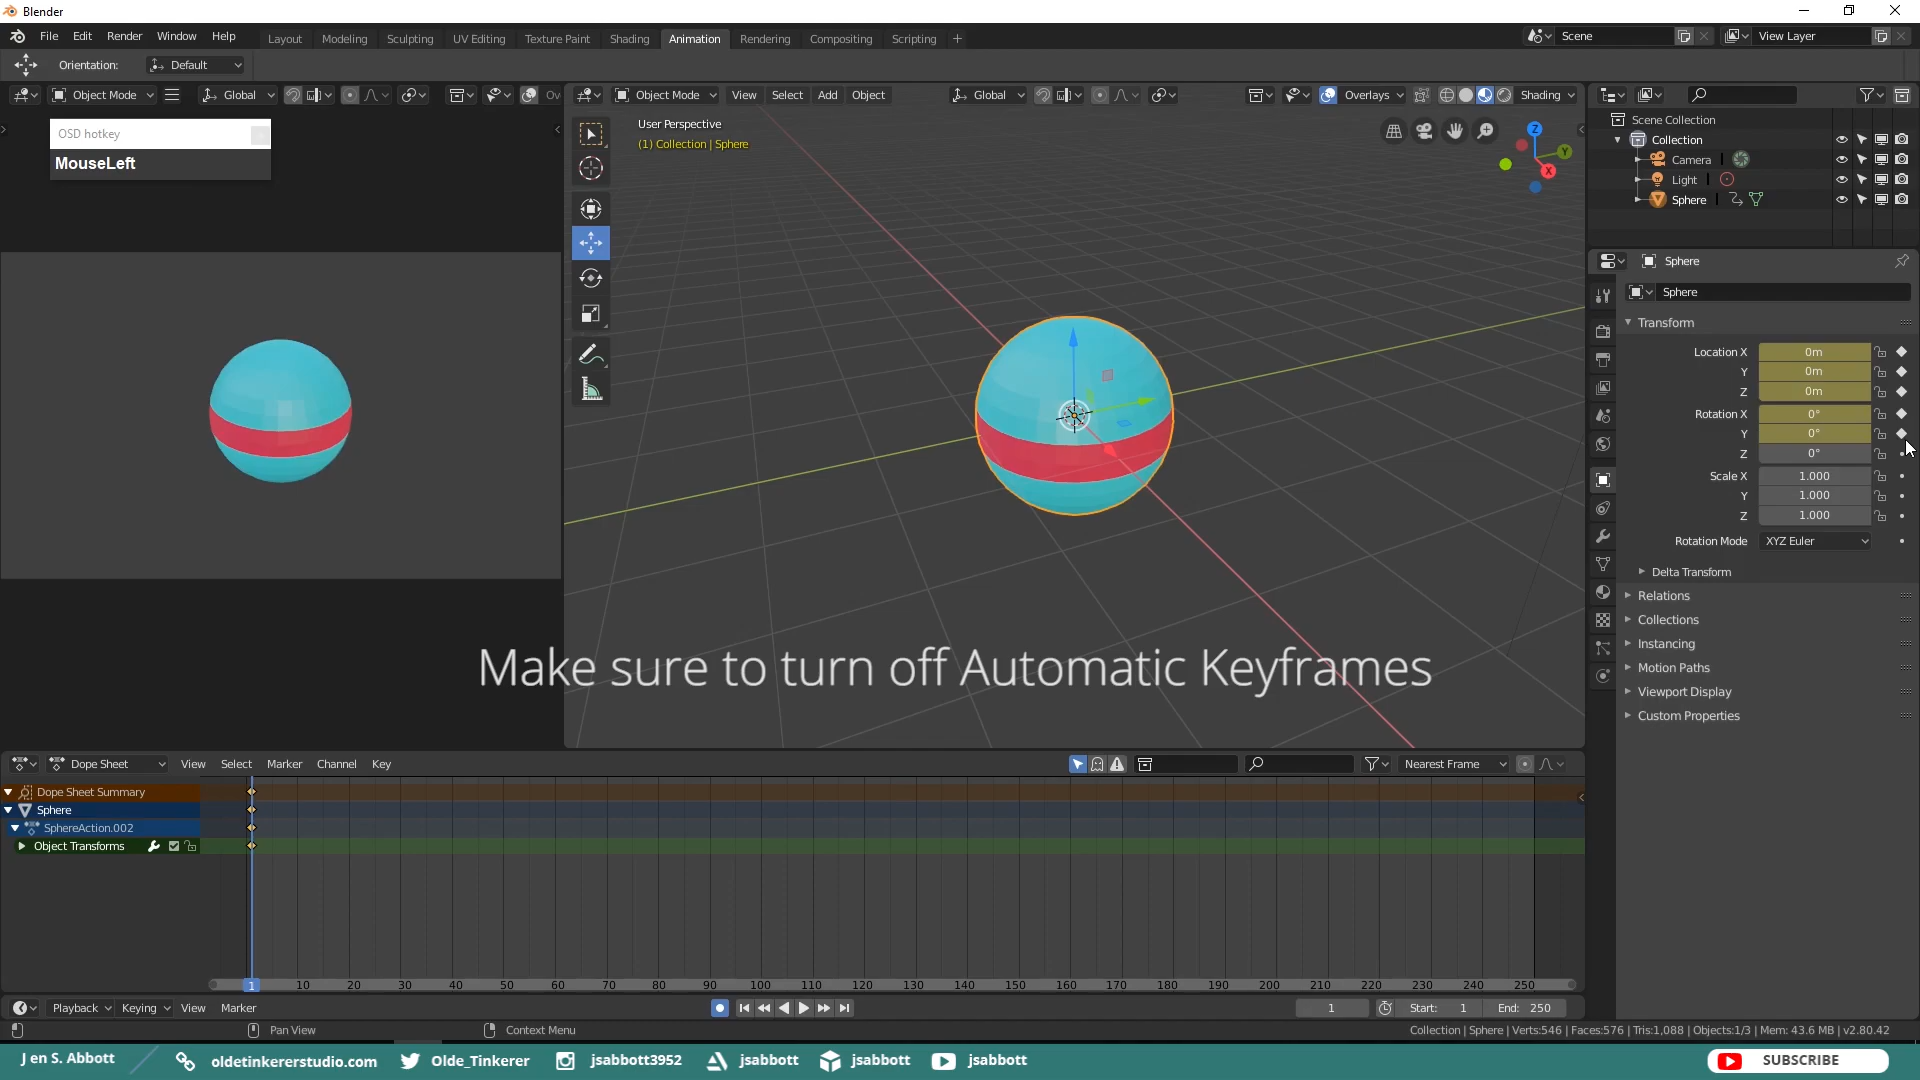 Blender
File Edit Render Window Help Layout Modeling Sculpting UV Editing Texture Paint Shading Animation Rendering Compositing Scripting + Scene View Layer
Orientation: Default
Object Mode Global Ov Object Mode View Select Add Object Global Overlays Shading
OSD hotkey
MouseLeft
User Perspective
(1) Collection | Sphere
Z
Y
X
Scene Collection
Collection
Camera
Light
Sphere
Sphere
Sphere
Transform
Location X 0m
Y 0m
Z 0m
Rotation X 0°
Y 0°
Z 0°
Scale X 1.000
Y 1.000
Z 1.000
Rotation Mode XYZ Euler
Delta Transform
Relations
Collections
Instancing
Motion Paths
Viewport Display
Custom Properties
Make sure to turn off Automatic Keyframes
Dope Sheet View Select Marker Channel Key Nearest Frame
Dope Sheet Summary
Sphere
SphereAction.002
Object Transforms
1 10 20 30 40 50 60 70 80 90 100 110 120 130 140 150 160 170 180 190 200 210 220 230 240 250
Playback Keying View Marker 1 Start: 1 End: 250
Pan View Context Menu Collection | Sphere | Verts:546 | Faces:576 | Tris:1,088 | Objects:1/3 | Mem: 43.6 MB | v2.80.42
J en S. Abbott oldetinkererstudio.com Olde_Tinkerer jsabbott3952 jsabbott jsabbott jsabbott SUBSCRIBE